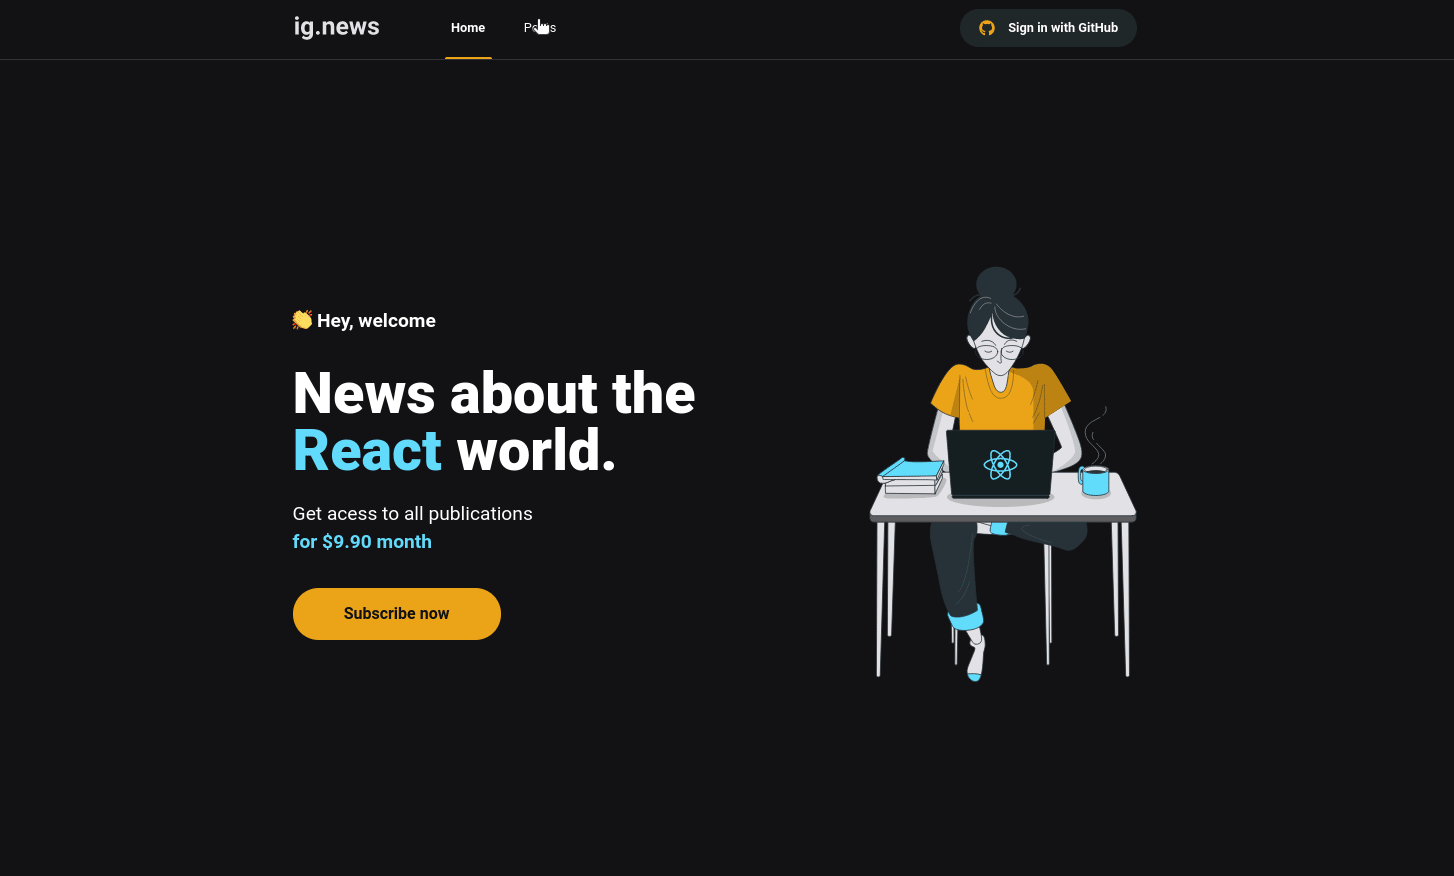 ig.news
Home
Sign in with GitHub
👏 Hey, welcome
News about the
React world.
Get acess to all publications
for $9.90 month
Subscribe now